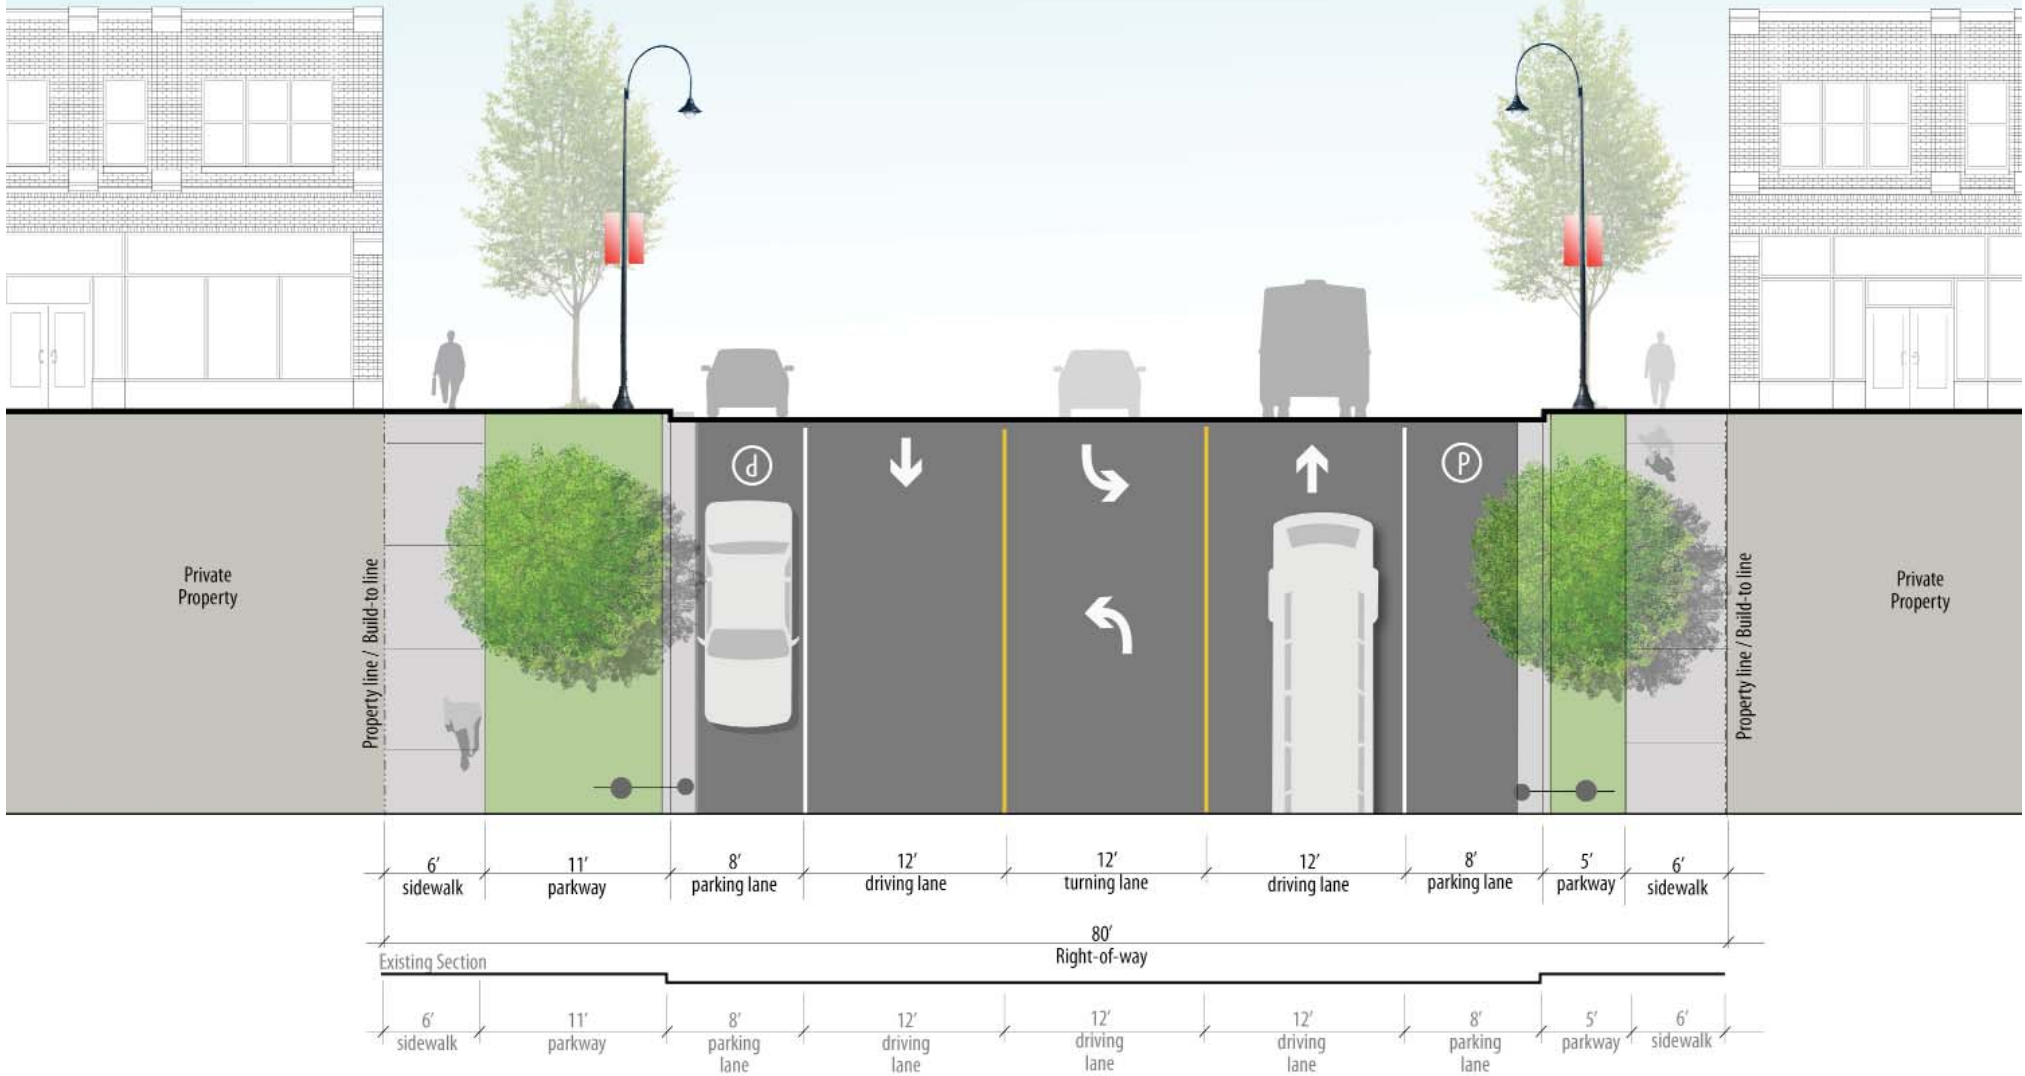 P
P
Private
Property
Property line / Build-to line
Property line / Build-to line
Private
Property
6'
sidewalk
11'
parkway
8'
parking lane
12'
driving lane
12'
turning lane
12'
driving lane
8'
parking lane
5'
parkway
6'
sidewalk
80'
Right-of-way
Existing Section
6'
sidewalk
11'
parkway
8'
parking
lane
12'
driving
lane
12'
driving
lane
12'
driving
lane
8'
parking
lane
5'
parkway
6'
sidewalk